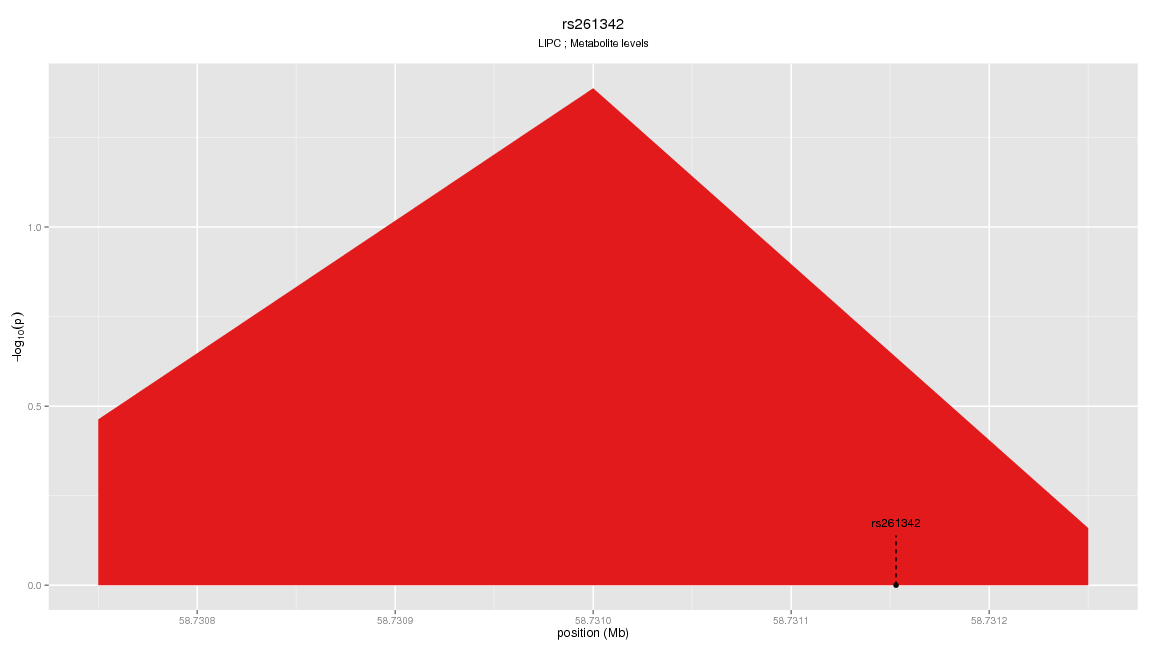 rs261342
LIPC ; Metabolite levels
−log10(p)
1.0
0.5
0.0
rs261342
58.7308
58.7309
58.7310
58.7311
58.7312
position (Mb)